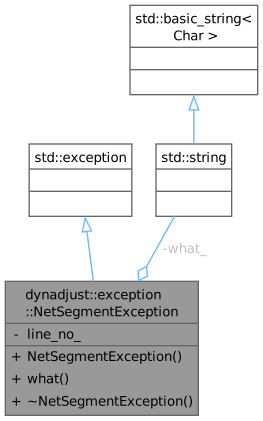 std::basic_string<
Char >
std::exception
std::string
-what_
dynadjust::exception
::NetSegmentException
- line_no_
+ NetSegmentException()
+ what()
+ ~NetSegmentException()